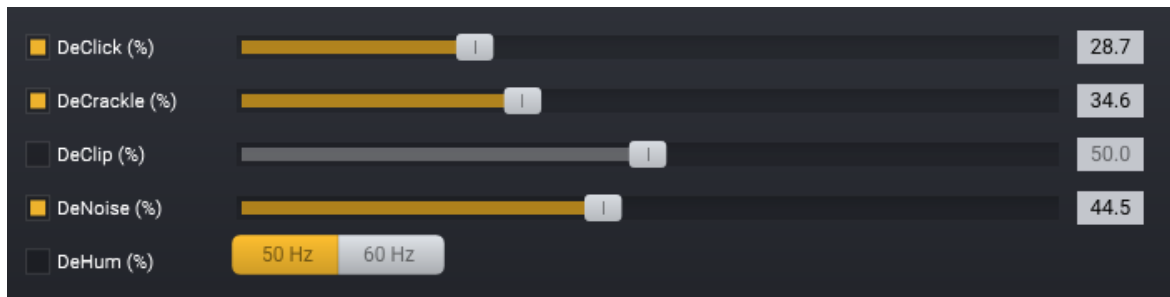 DeClick (%) 28.7
DeCrackle (%) 34.6
DeClip (%) 50.0
DeNoise (%) 44.5
DeHum (%) 50 Hz 60 Hz